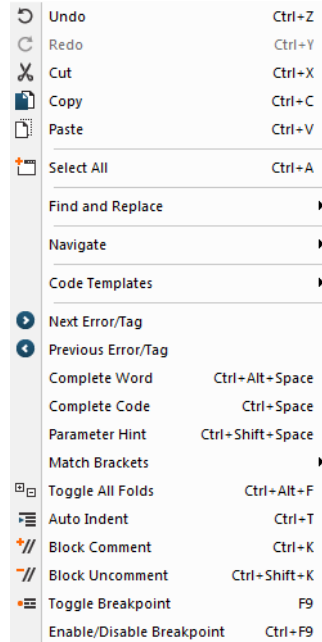 Undo Ctrl+Z
Redo Ctrl+Y
Cut Ctrl+X
Copy Ctrl+C
Paste Ctrl+V
Select All Ctrl+A
Find and Replace
Navigate
Code Templates
Next Error/Tag
Previous Error/Tag
Complete Word Ctrl+Alt+Space
Complete Code Ctrl+Space
Parameter Hint Ctrl+Shift+Space
Match Brackets
Toggle All Folds Ctrl+Alt+F
Auto Indent Ctrl+T
Block Comment Ctrl+K
Block Uncomment Ctrl+Shift+K
Toggle Breakpoint F9
Enable/Disable Breakpoint Ctrl+F9